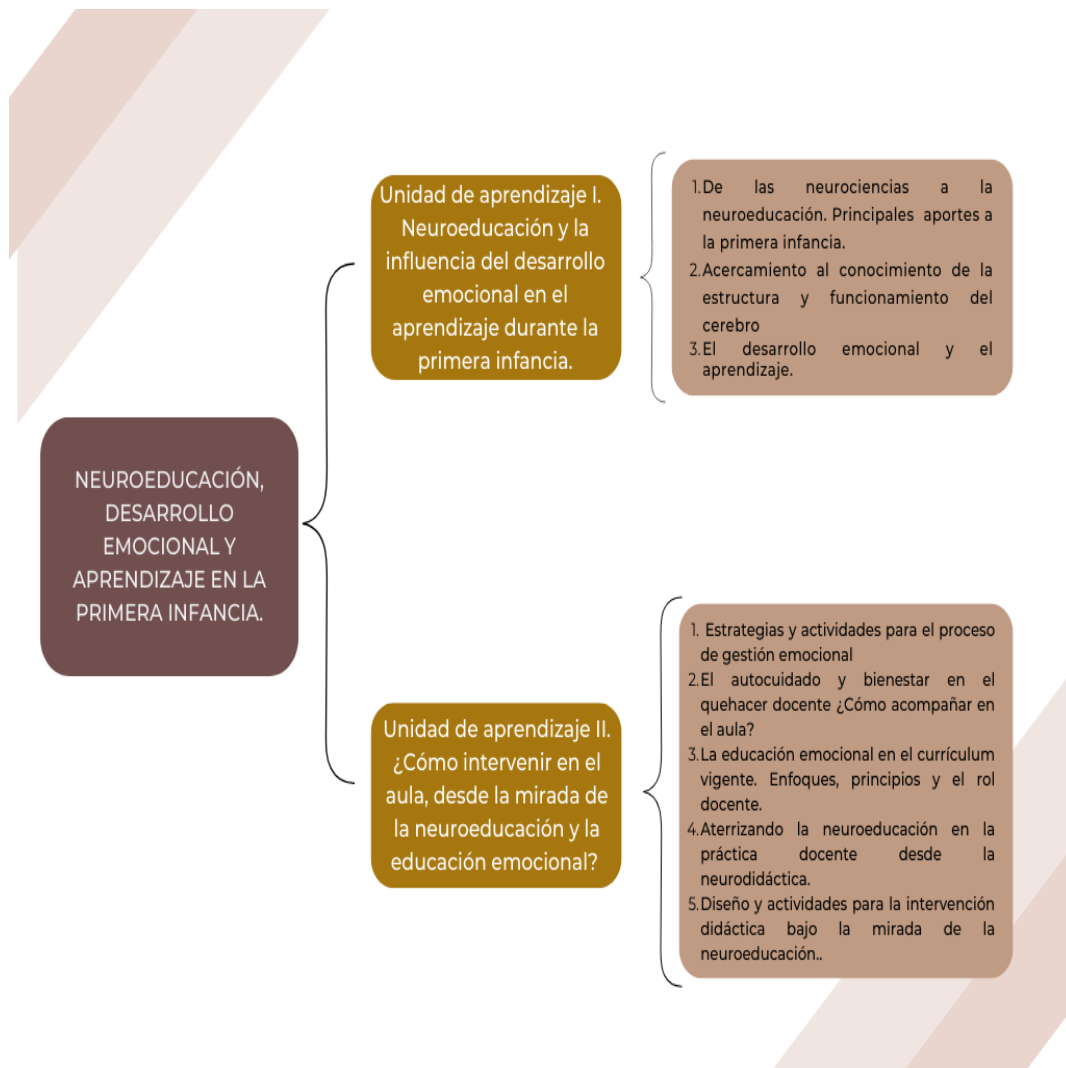 NEUROEDUCACIÓN,
DESARROLLO
EMOCIONAL Y
APRENDIZAJE EN LA
PRIMERA INFANCIA.
Unidad de aprendizaje I.
Neuroeducación y la
influencia del desarrollo
emocional en el
aprendizaje durante la
primera infancia.
1.De las neurociencias a la
neuroeducación. Principales aportes a
la primera infancia.
2.Acercamiento al conocimiento de la
estructura y funcionamiento del
cerebro
3.El desarrollo emocional y el
aprendizaje.
Unidad de aprendizaje II.
¿Cómo intervenir en el
aula, desde la mirada de
la neuroeducación y la
educación emocional?
1. Estrategias y actividades para el proceso
de gestión emocional
2.El autocuidado y bienestar en el
quehacer docente ¿Cómo acompañar en
el aula?
3.La educación emocional en el currículum
vigente. Enfoques, principios y el rol
docente.
4.Aterrizando la neuroeducación en la
práctica docente desde la
neurodidáctica.
5.Diseño y actividades para la intervención
didáctica bajo la mirada de la
neuroeducación..